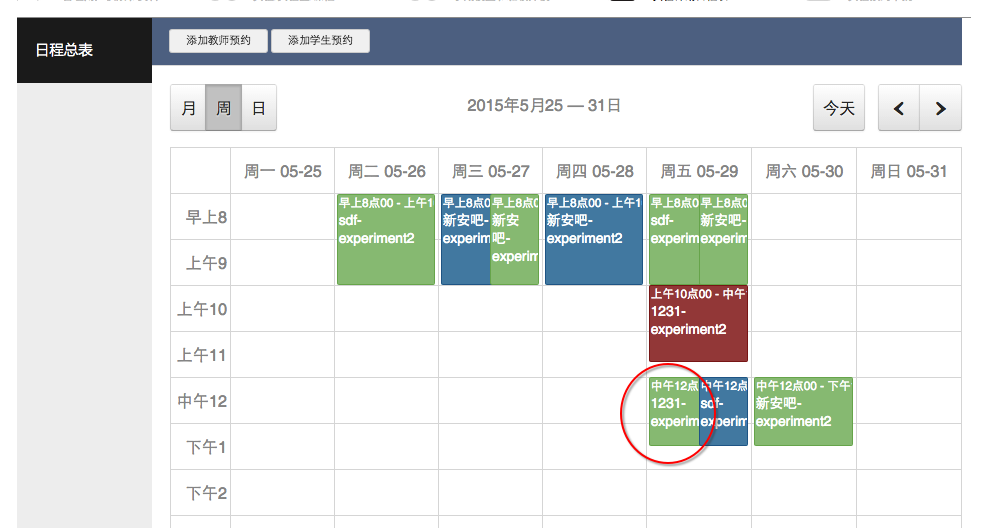 日程总表
添加教师预约 添加学生预约
月 周 日 2015年5月25 — 31日 今天
周一 05-25 周二 05-26 周三 05-27 周四 05-28 周五 05-29 周六 05-30 周日 05-31
早上8
上午9
上午10
上午11
中午12
下午1
下午2
早上8点00 - 上午1
sdf-
experiment2
早上8点0
新安吧-
experim
早上8点0
新安
吧-
experim
早上8点00 - 上午1
新安吧-
experiment2
早上8点0
sdf-
experim
早上8点0
新安吧-
experim
上午10点00 - 中午
1231-
experiment2
中午12点
1231-
experim
中午12点
sdf-
experim
中午12点00 - 下午
新安吧-
experiment2